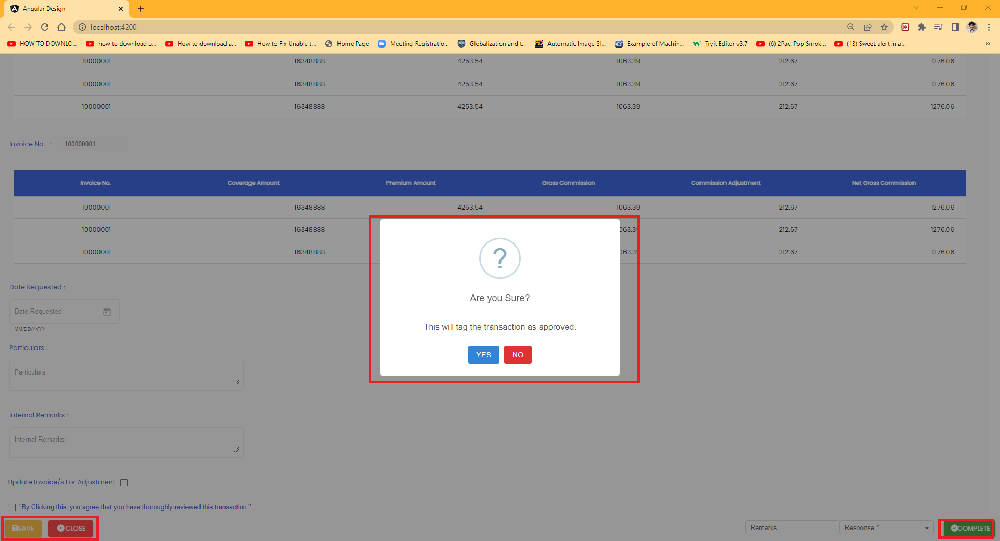 Angular Design
localhost:4200
HOW TO DOWNLO... how to download a... How to download a... How to Fix Unable t... Home Page Meeting Registratio... Globalization and t... Automatic Image Sl... NEXT Example of Machin... Tryit Editor v3.7 (6) 2Pac, Pop Smok... (13) Sweet alert in a... »
10000001 16348888 4253.54 1063.39 212.67 1276.06
10000001 16348888 4253.54 1063.39 212.67 1276.06
10000001 16348888 4253.54 1063.39 212.67 1276.06
Invoice No. : 100000001
Invoice No. Coverage Amount Premium Amount Gross Commission Commission Adjustment Net Gross Commission
10000001 16348888 4253.54 1063.39 212.67 1276.06
10000001 16348888 063.39 212.67 1276.06
10000001 16348888 063.39 212.67 1276.06
?
Are you Sure?
This will tag the transaction as approved.
YES NO
Date Requested :
Date Requested:
MM/DD/YYYY
Particulars :
Particulars:
Internal Remarks :
Internal Remarks:
Update Invoice/s For Adjustment
"By Clicking this, you agree that you have thoroughly reviewed this transaction."
SAVE CLOSE Remarks Response * COMPLETE